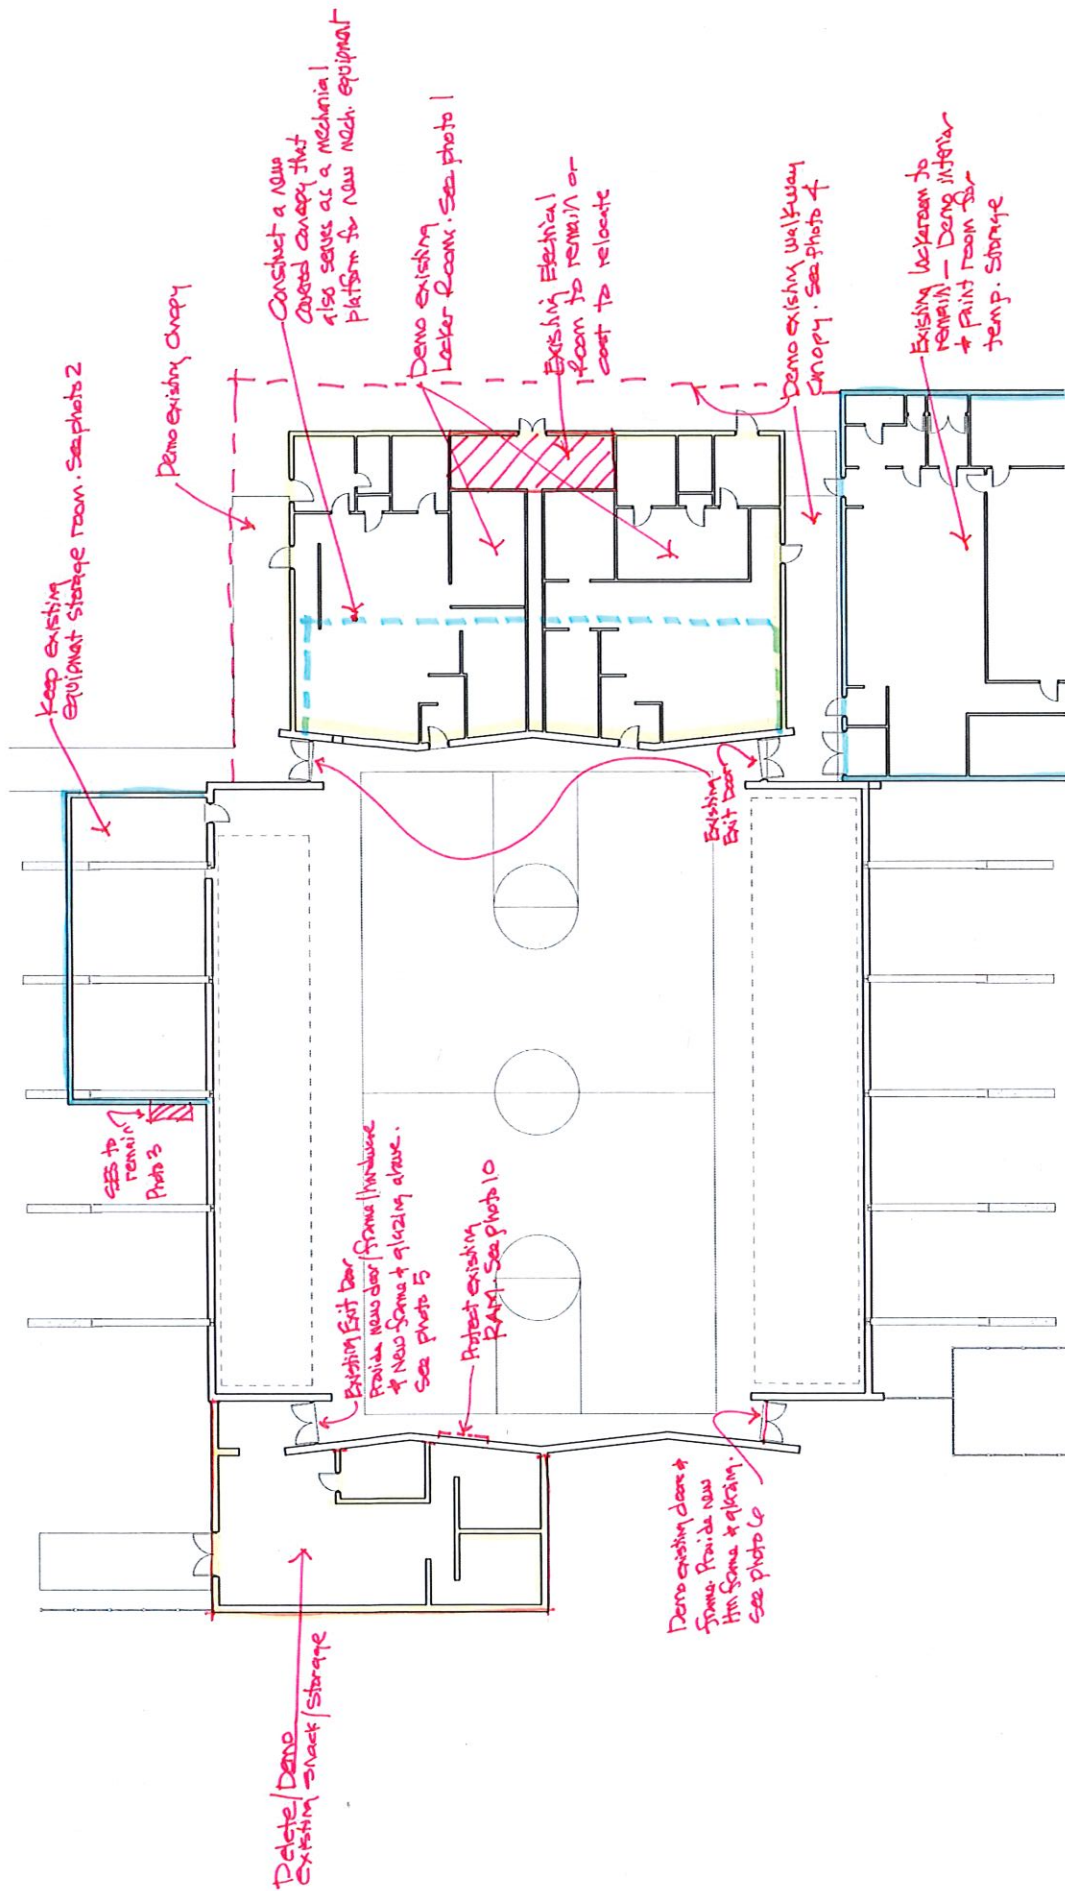 Keep existing
equipment storage room. See photo 2
Demo existing canopy
Construct a new
covered canopy that
also serves as a mechanical
platform for new mech. equipment
Demo existing
Locker Rooms. See photo 1
Existing Electrical
Room to remain or
cost to relocate
Demo existing walkway
canopy. See photo 4
Existing lockeroom to
remain - Demo interior
& paint room for
temp. storage
SES to
remain
Photo 3
Existing
Exit Door
Existing Exit Door
Provide new door/frame/hardware
& New frame & glazing above.
See photo 5
Protect existing
RAM. See photo 10
Demo existing doors &
frame. Provide new
HM frame & glazing.
See photo 6
Delete/Demo
existing snack/storage